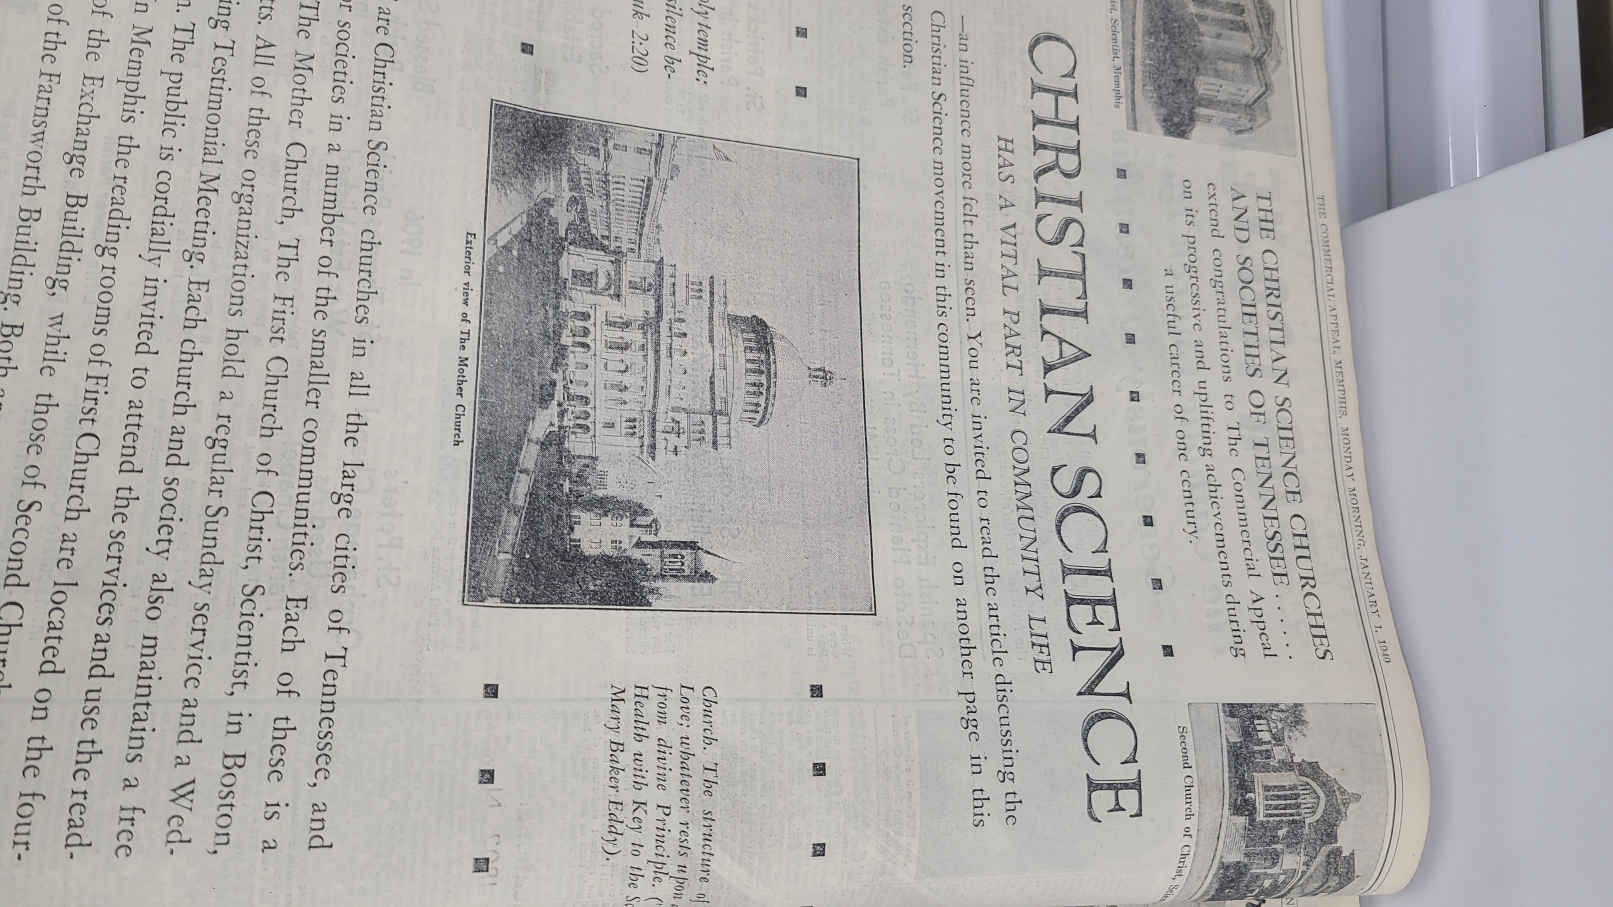 THE COMMERCIAL APPEAL, MEMPHIS, MONDAY MORNING, JANUARY 1, 1940
THE CHRISTIAN SCIENCE CHURCHES
AND SOCIETIES OF TENNESSEE . . . . . .
extend congratulations to The Commercial Appeal
on its progressive and uplifting achievements during
a useful career of one century.
Scientist, Memphis
Second Church of Christ,
CHRISTIAN SCIENCE
HAS A VITAL PART IN COMMUNITY LIFE
—an influence more felt than seen. You are invited to read the article discussing the
Christian Science movement in this community to be found on another page in this
section.
temple;
silence be-
2:20)
Exterior view of The Mother Church
Church. The structure of
Love; whatever rests upon
from divine Principle. (
Health with Key to the
Mary Baker Eddy).
are Christian Science churches in all the large cities of Tennessee, and
or societies in a number of the smaller communities. Each of these is a
The Mother Church, The First Church of Christ, Scientist, in Boston,
All of these organizations hold a regular Sunday service and a Wed-
Testimonial Meeting. Each church and society also maintains a free
The public is cordially invited to attend the services and use the read-
in Memphis the reading rooms of First Church are located on the four-
of the Exchange Building, while those of Second Church
of the Farnsworth Building. Both